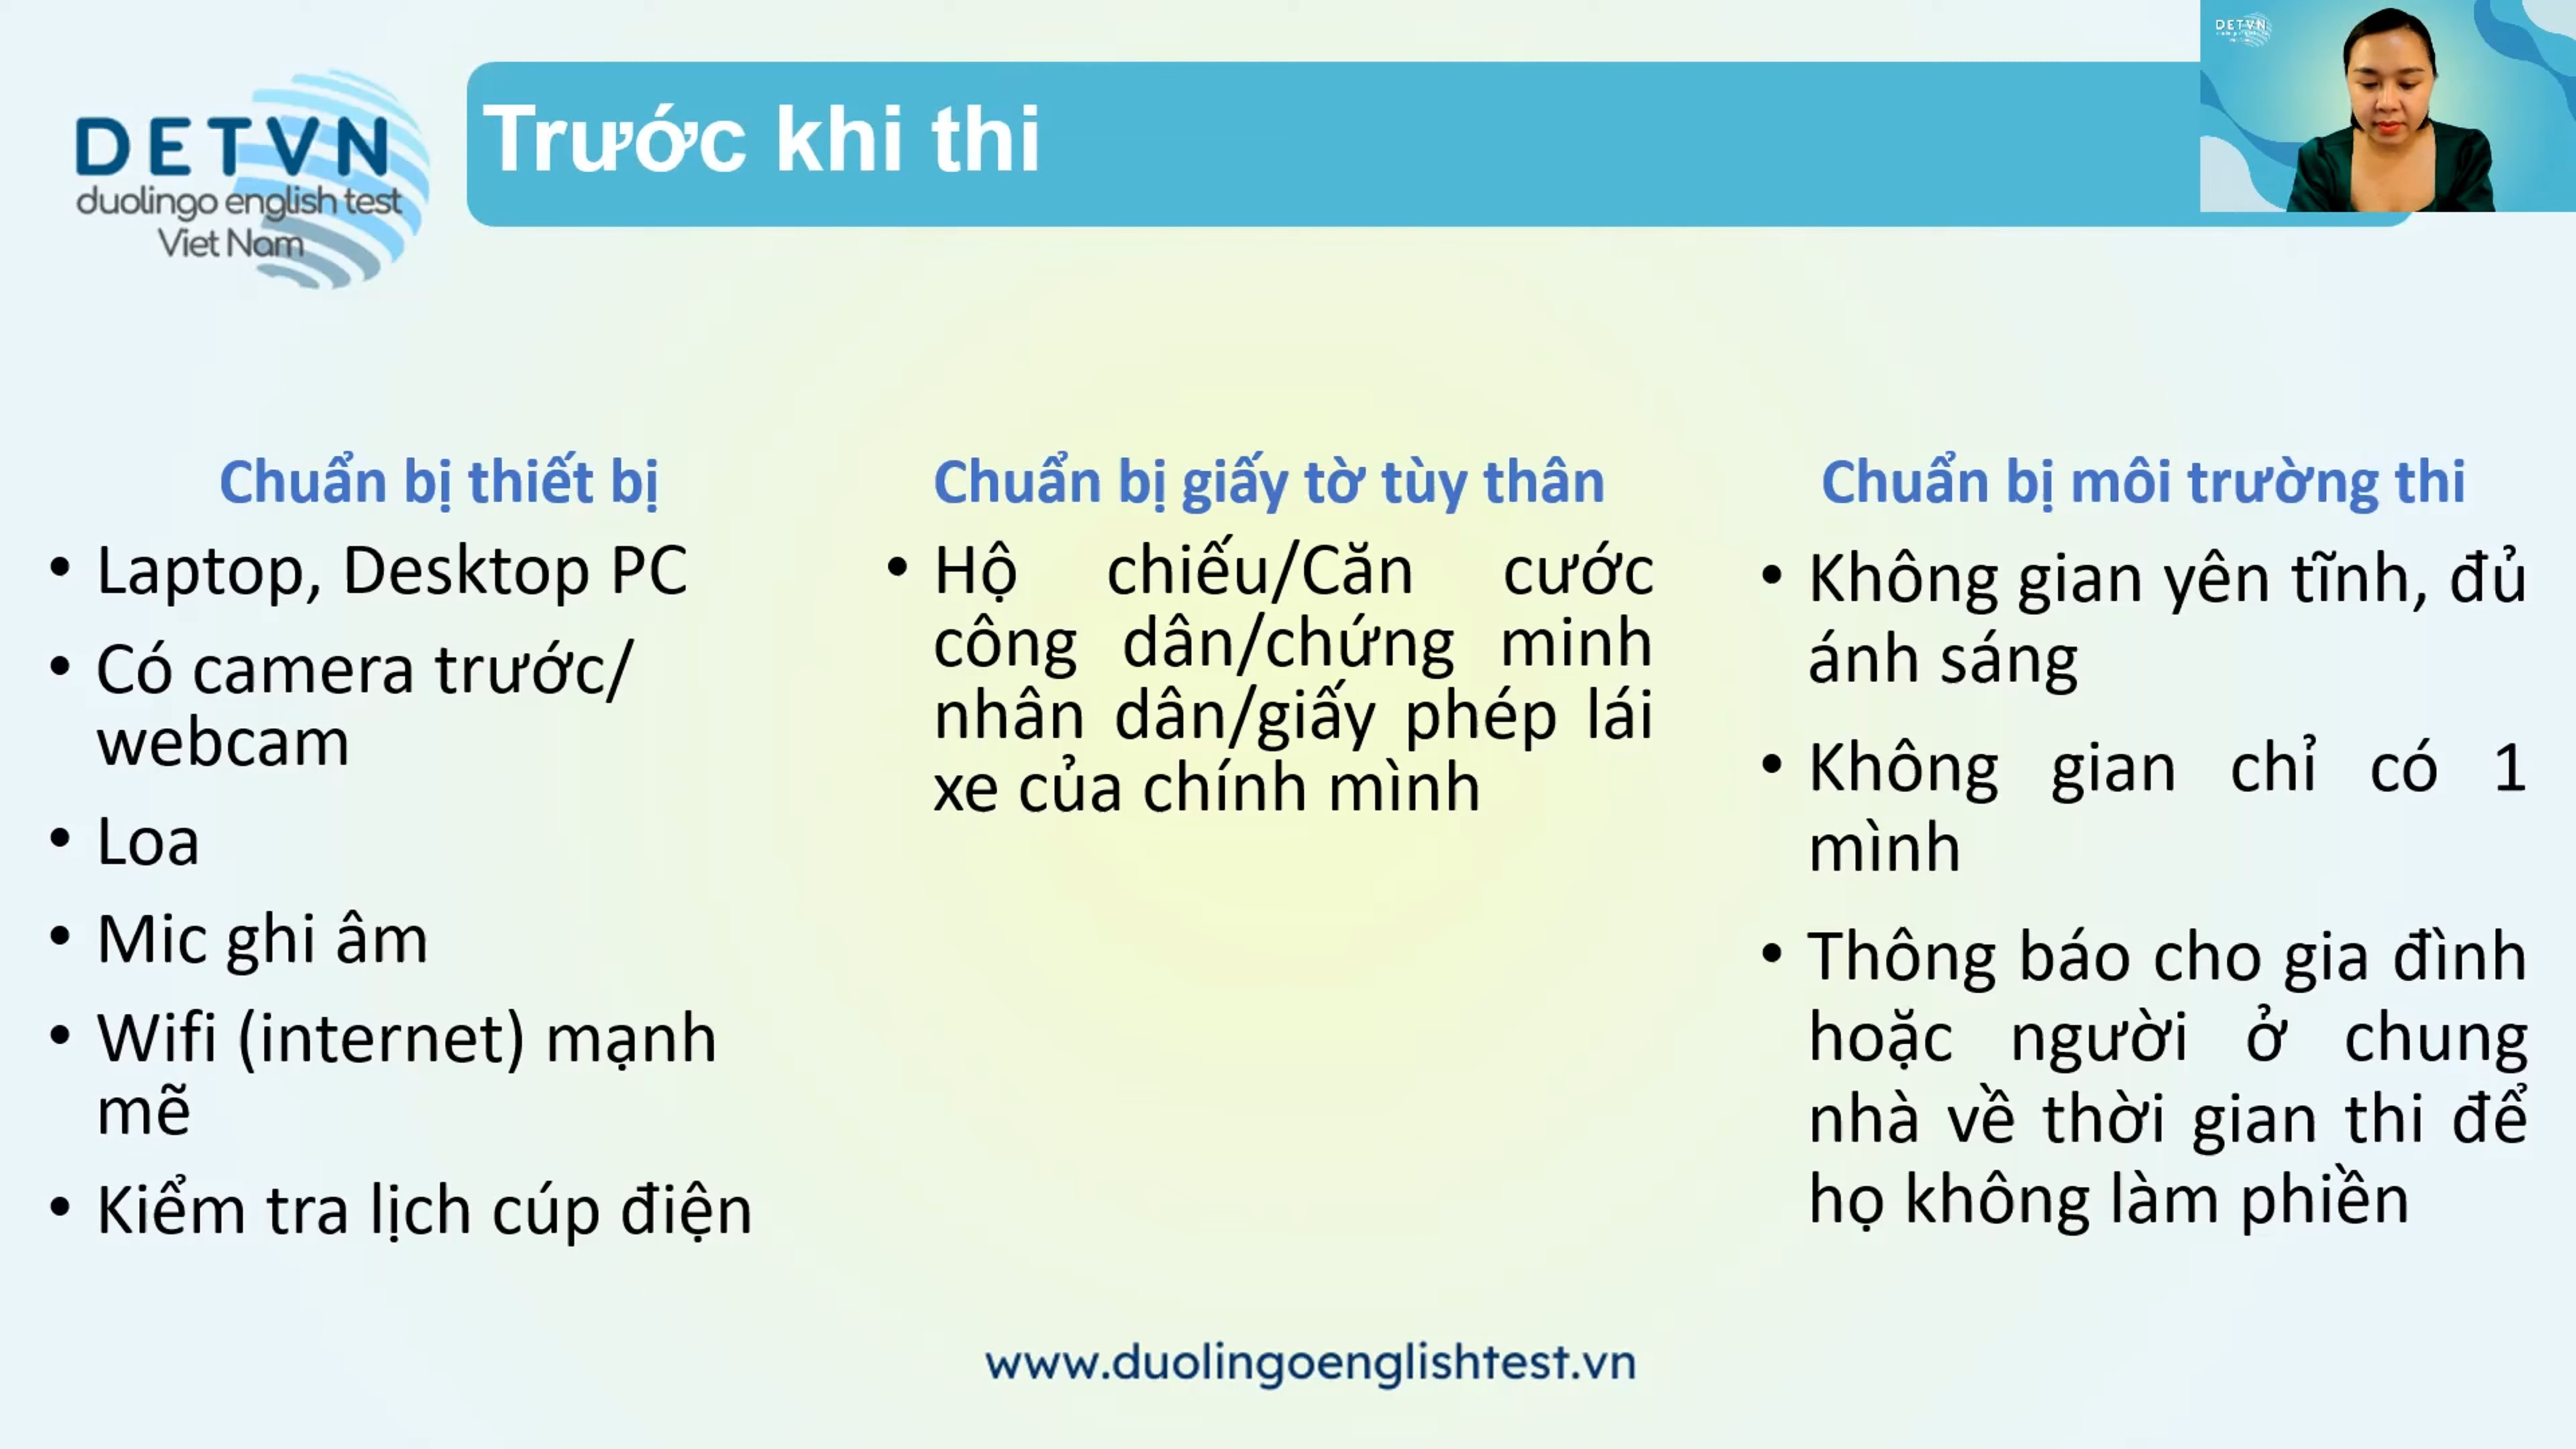 DETVN
duolingo english test
Viet Nam
Trước khi thi
DETVN
Chuẩn bị thiết bị
• Laptop, Desktop PC
• Có camera trước/
webcam
• Loa
• Mic ghi âm
• Wifi (internet) mạnh
mẽ
• Kiểm tra lịch cúp điện
Chuẩn bị giấy tờ tùy thân
• Hộ chiếu/Căn cước
công dân/chứng minh
nhân dân/giấy phép lái
xe của chính mình
Chuẩn bị môi trường thi
• Không gian yên tĩnh, đủ
ánh sáng
• Không gian chỉ có 1
mình
• Thông báo cho gia đình
hoặc người ở chung
nhà về thời gian thi để
họ không làm phiền
www.duolingoenglishtest.vn